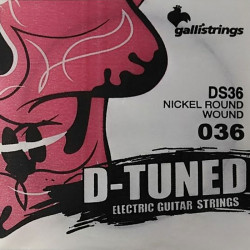 gallistrings
DS36
NICKEL ROUND
WOUND
036
D-TUNED
ELECTRIC GUITAR STRINGS